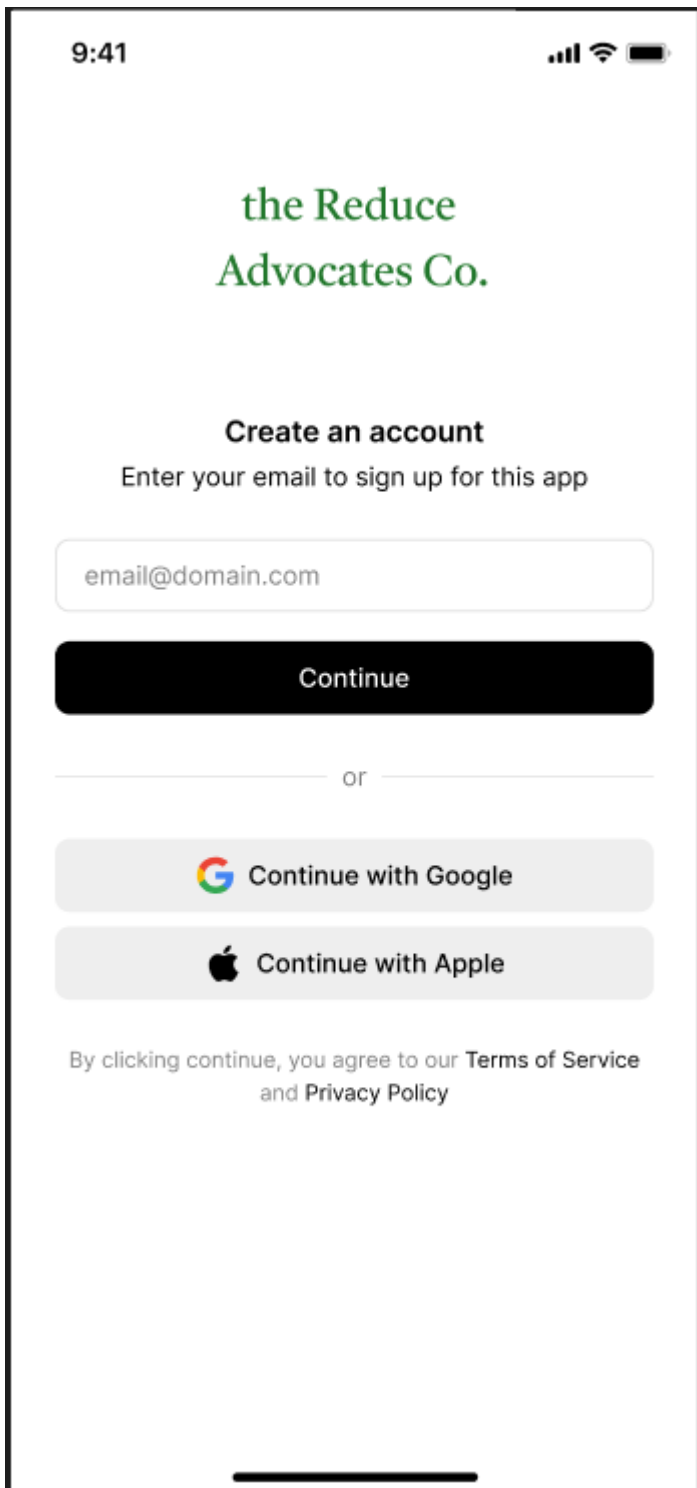 9:41
the Reduce
Advocates Co.
Create an account
Enter your email to sign up for this app
email@domain.com
Continue
or
Continue with Google
Continue with Apple
By clicking continue, you agree to our Terms of Service
and Privacy Policy